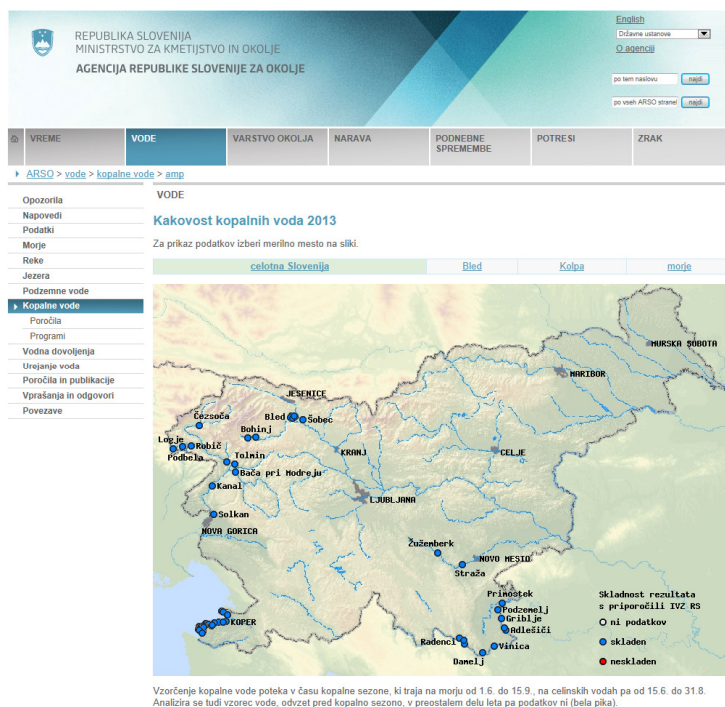 English
REPUBLIKA SLOVENIJA
MINISTRSTVO ZA KMETIJSTVO IN OKOLJE
AGENCIJA REPUBLIKE SLOVENIJE ZA OKOLJE
Državne ustanove
O agenciji
po tem naslovu najdi
po vseh ARSO straneh najdi
VREME VODE VARSTVO OKOLJA NARAVA PODNEBNE SPREMEMBE POTRESI ZRAK
ARSO > vode > kopalne vode > amp
Opozorila
Napovedi
Podatki
Morje
Reke
Jezera
Podzemne vode
Kopalne vode
Poročila
Programi
Vodna dovoljenja
Urejanje voda
Poročila in publikacije
Vprašanja in odgovori
Povezave
VODE
Kakovost kopalnih voda 2013
Za prikaz podatkov izberi merilno mesto na sliki.
celotna Slovenija Bled Kolpa morje
MURSKA SOBOTA
MARIBOR
JESENICE
Čezsoča
Bled Šobec
Bohinj
Logje Robič
Podbela
Tolmin
KRANJ
CELJE
Bača pri Modreju
Kanal
LJUBLJANA
Solkan
NOVA GORICA
Žužemberk
NOVO MESTO
Straža
Primostek
Podzemelj
Griblje
Adlešiči
KOPER
Radenci
Vinica
Damelj
Skladnost rezultata
s priporočili IVZ RS
ni podatkov
skladen
neskladen
Vzorčenje kopalne vode poteka v času kopalne sezone, ki traja na morju od 1.6. do 15.9., na celinskih vodah pa od 15.6. do 31.8.
Analizira se tudi vzorec vode, odvzet pred kopalno sezono, v preostalem delu leta pa podatkov ni (bela pika).